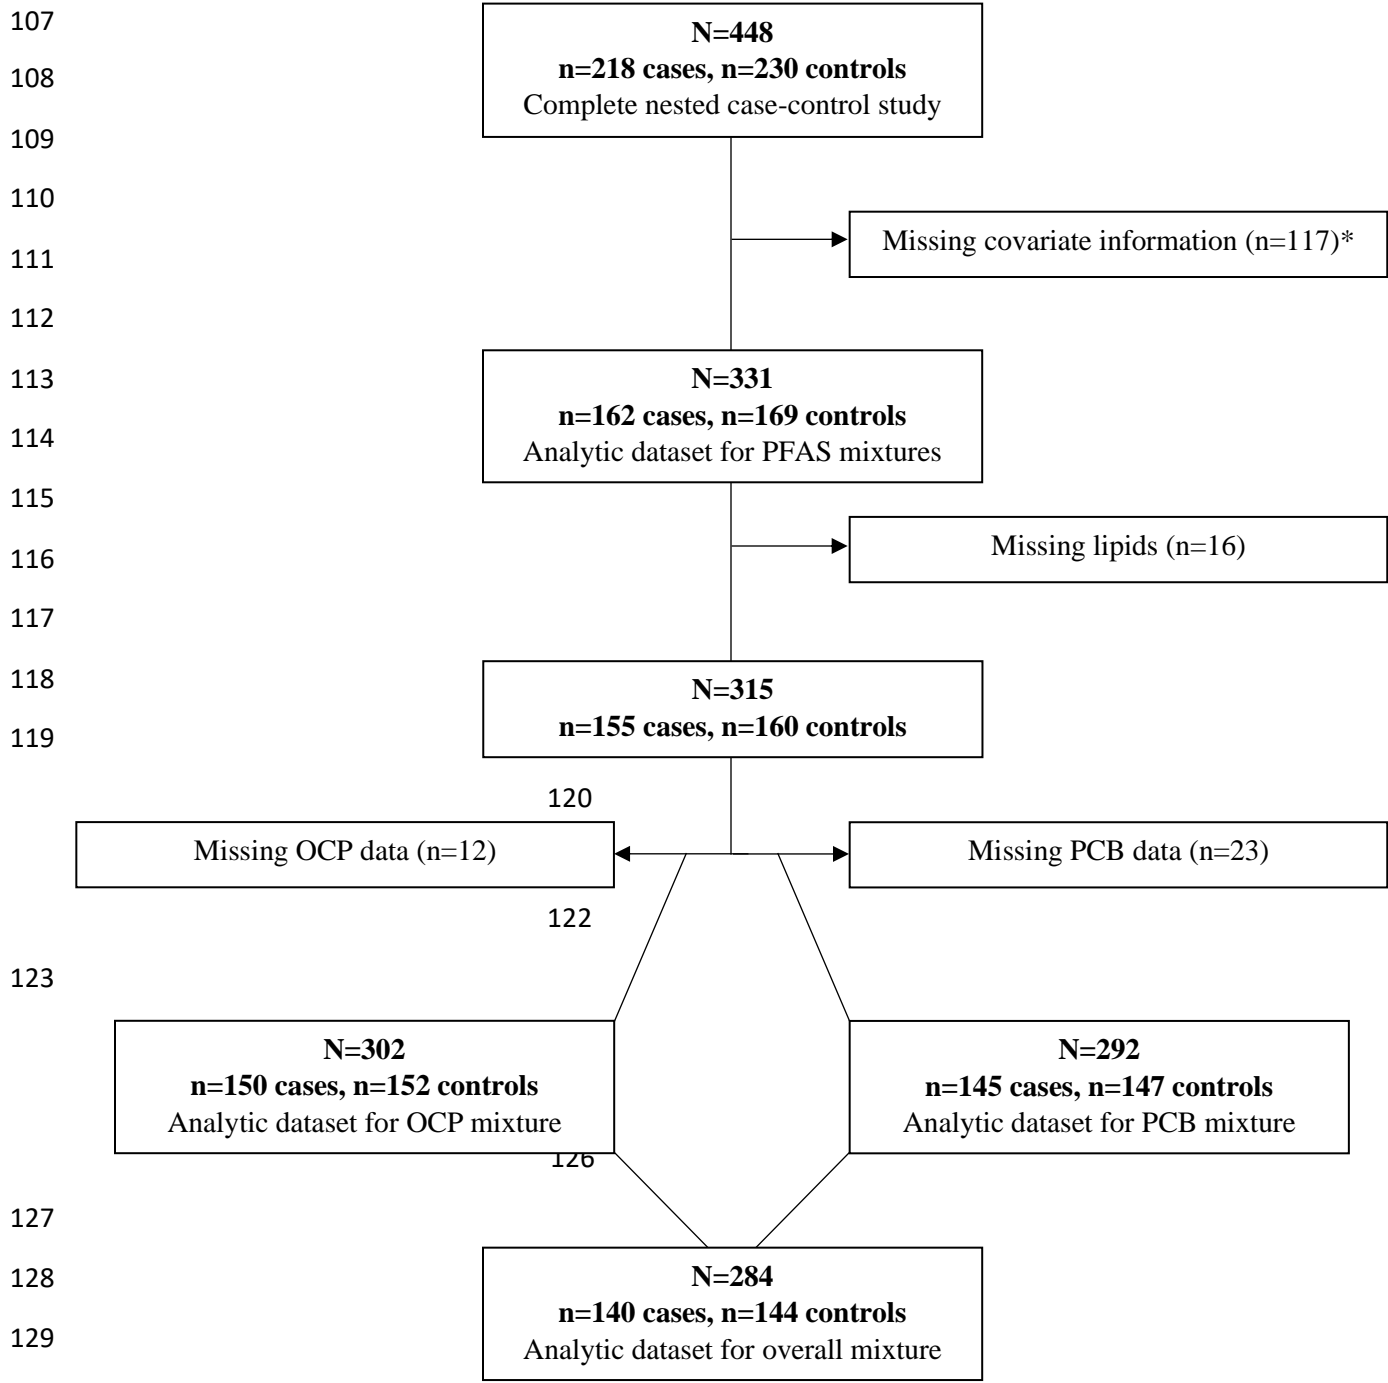 107
N=448
n=218 cases, n=230 controls
108
Complete nested case-control study
109
110
Missing covariate information (n=117)*
111
112
N=331
113
n=162 cases, n=169 controls
114
Analytic dataset for PFAS mixtures
115
Missing lipids (n=16)
116
117
118
N=315
n=155 cases, n=160 controls
119
120
Missing OCP data (n=12)
Missing PCB data (n=23)
122
123
N=302
n=150 cases, n=152 controls
Analytic dataset for OCP mixture
N=292
n=145 cases, n=147 controls
Analytic dataset for PCB mixture
126
127
N=284
128
n=140 cases, n=144 controls
129
Analytic dataset for overall mixture